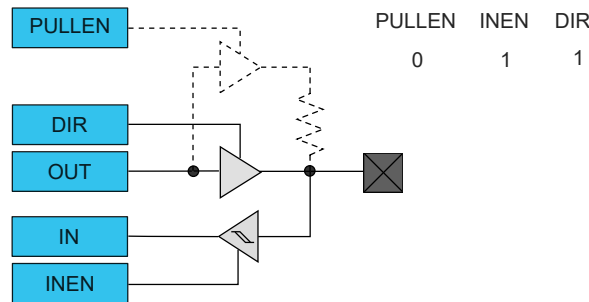 PULLEN
PULLEN INEN DIR
0 1 1
DIR
OUT
IN
INEN